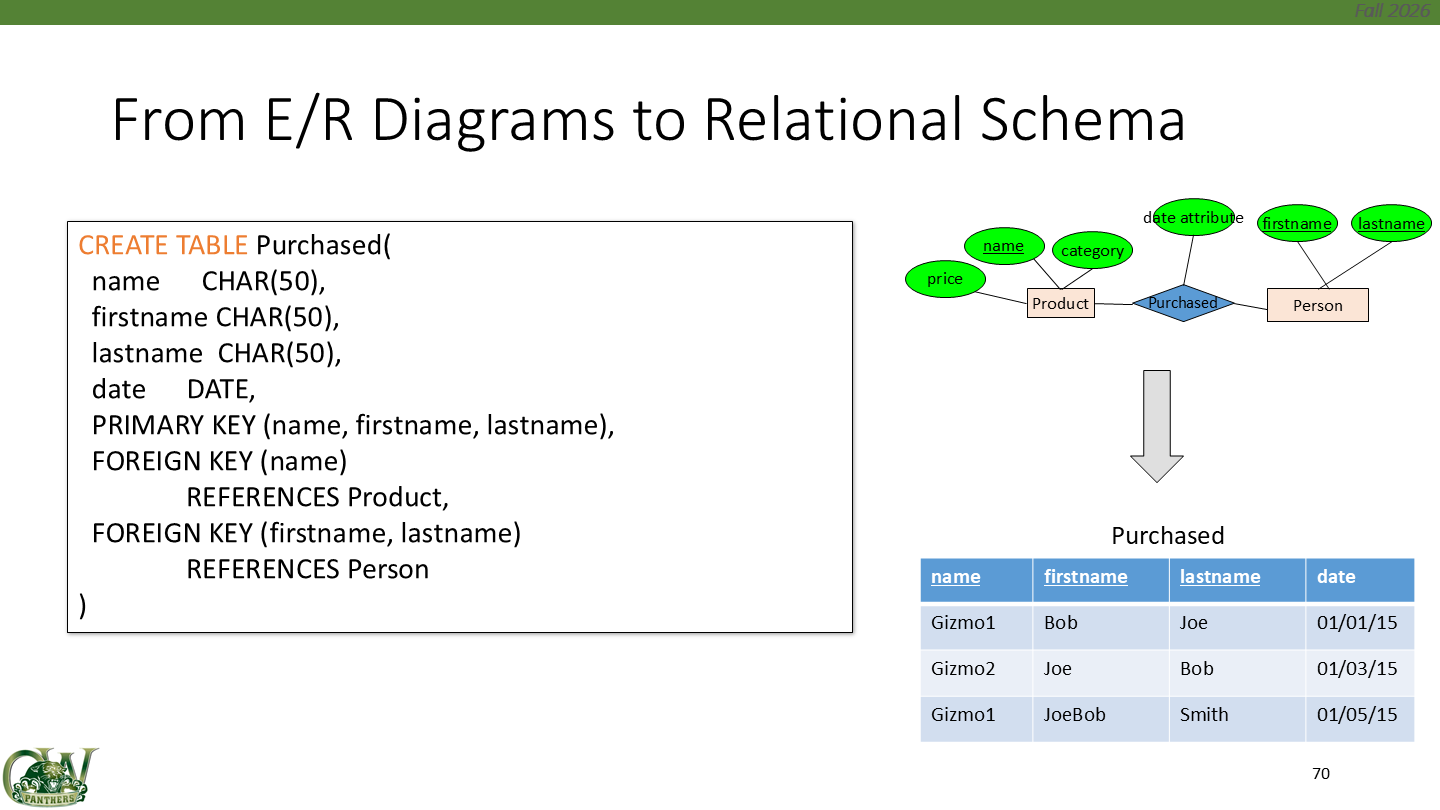 Fall 2026
From E/R Diagrams to Relational Schema
CREATE TABLE Purchased(
name CHAR(50),
firstname CHAR(50),
lastname CHAR(50),
date DATE,
PRIMARY KEY (name, firstname, lastname),
FOREIGN KEY (name)
REFERENCES Product,
FOREIGN KEY (firstname, lastname)
REFERENCES Person
)
date attribute
firstname
lastname
name
category
price
Product
Purchased
Person
Purchased
name firstname lastname date
Gizmo1 Bob Joe 01/01/15
Gizmo2 Joe Bob 01/03/15
Gizmo1 JoeBob Smith 01/05/15
OW
PANTHERS
70